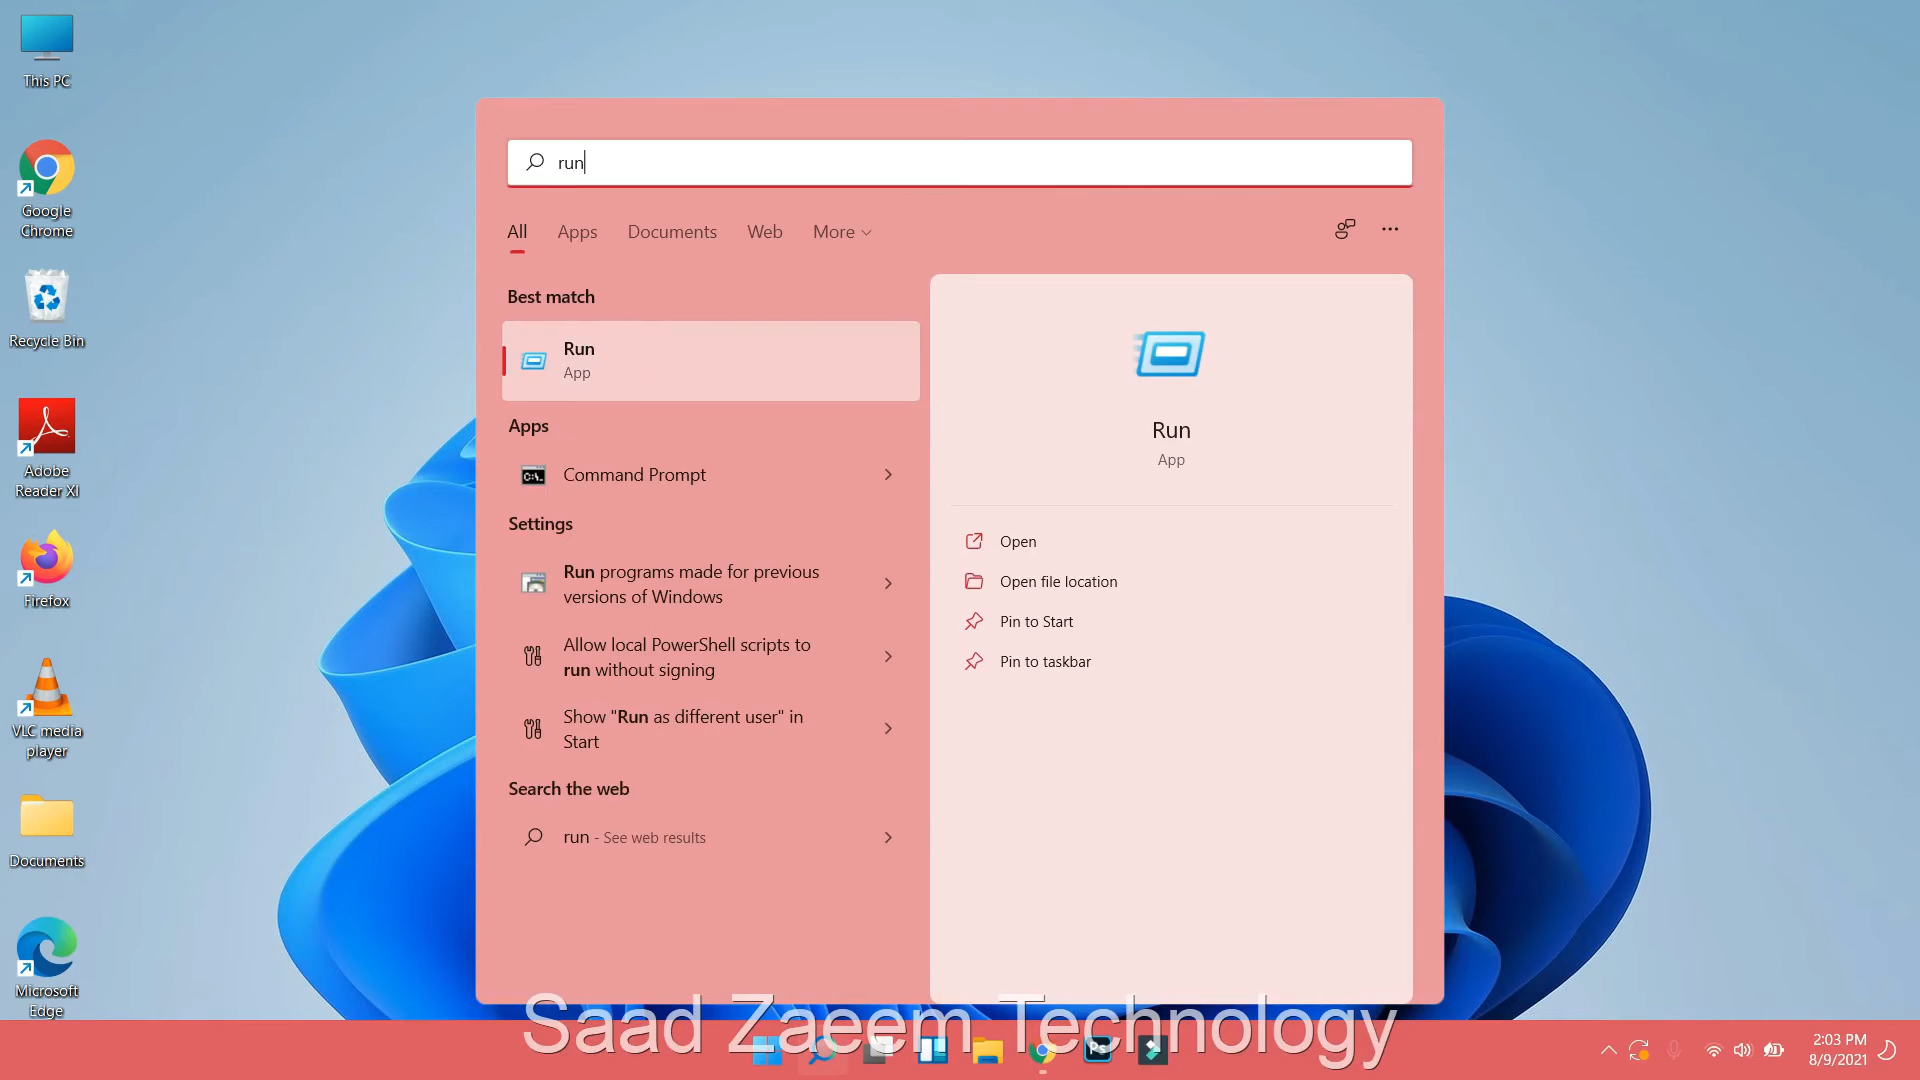 This PC
Google
Chrome
Recycle Bin
Adobe
Reader XI
Firefox
VLC media
player
Documents
Microsoft
Edge
run
All
Apps
Documents
Web
More
Best match
Run
App
Apps
Command Prompt
Settings
Run programs made for previous
versions of Windows
Allow local PowerShell scripts to
run without signing
Show "Run as different user" in
Start
Search the web
run - See web results
Run
App
Open
Open file location
Pin to Start
Pin to taskbar
Saad Zaeem Technology
Ps
2:03 PM
8/9/2021